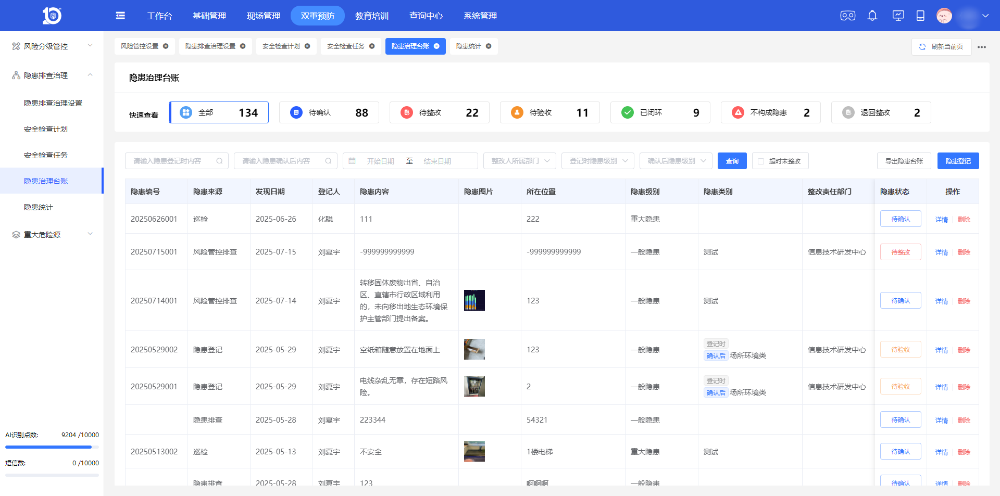 工作台 基础管理 现场管理 双重预防 教育培训 查询中心 系统管理
风险分级管控
隐患排查治理
隐患排查治理设置
安全检查计划
安全检查任务
隐患治理台账
隐患统计
重大危险源
AI识别点数: 9204 /10000
短信数: 0 /10000
风险管控设置 隐患排查治理设置 安全检查计划 安全检查任务 隐患治理台账 隐患统计 刷新当前页
隐患治理台账
快速查看 全部 134 待确认 88 待整改 22 待验收 11 已闭环 9 不构成隐患 2 退回整改 2
请输入隐患登记时内容 请输入隐患确认后内容 开始日期 至 结束日期 整改人所属部门 登记时隐患级别 确认后隐患级别 查询 超时未整改 导出隐患台账 隐患登记
隐患编号 隐患来源 发现日期 登记人 隐患内容 隐患图片 所在位置 隐患级别 隐患类别 整改责任部门 隐患状态 操作
20250626001 巡检 2025-06-26 化聪 111 222 重大隐患 待确认 详情 删除
20250715001 风险管控排查 2025-07-15 刘夏宇 -999999999999 -999999999999 一般隐患 测试 信息技术研发中心 待整改 详情 删除
转移固体废物出省、自治
区、直辖市行政区域利用
20250714001 风险管控排查 2025-07-14 刘夏宇 的，未向移出地生态环境保 123 一般隐患 测试 待确认 详情 删除
护主管部门提出备案。
登记时
20250529002 隐患登记 2025-05-29 刘夏宇 空纸箱随意放置在地面上 123 一般隐患 确认后 场所环境类 信息技术研发中心 待验收 详情 删除
电线杂乱无章，存在短路风 登记时
20250529001 隐患登记 2025-05-29 刘夏宇 险。 2 一般隐患 确认后 场所环境类 信息技术研发中心 待验收 详情 删除
隐患排查 2025-05-28 刘夏宇 223344 54321 一般隐患 待确认 详情 删除
20250513002 巡检 2025-05-13 刘夏宇 不安全 1楼电梯 重大隐患 测试 待确认 详情 删除
隐患排查 2025-05-28 刘夏宇 123 啊啊啊 一般隐患 待确认 详情 删除